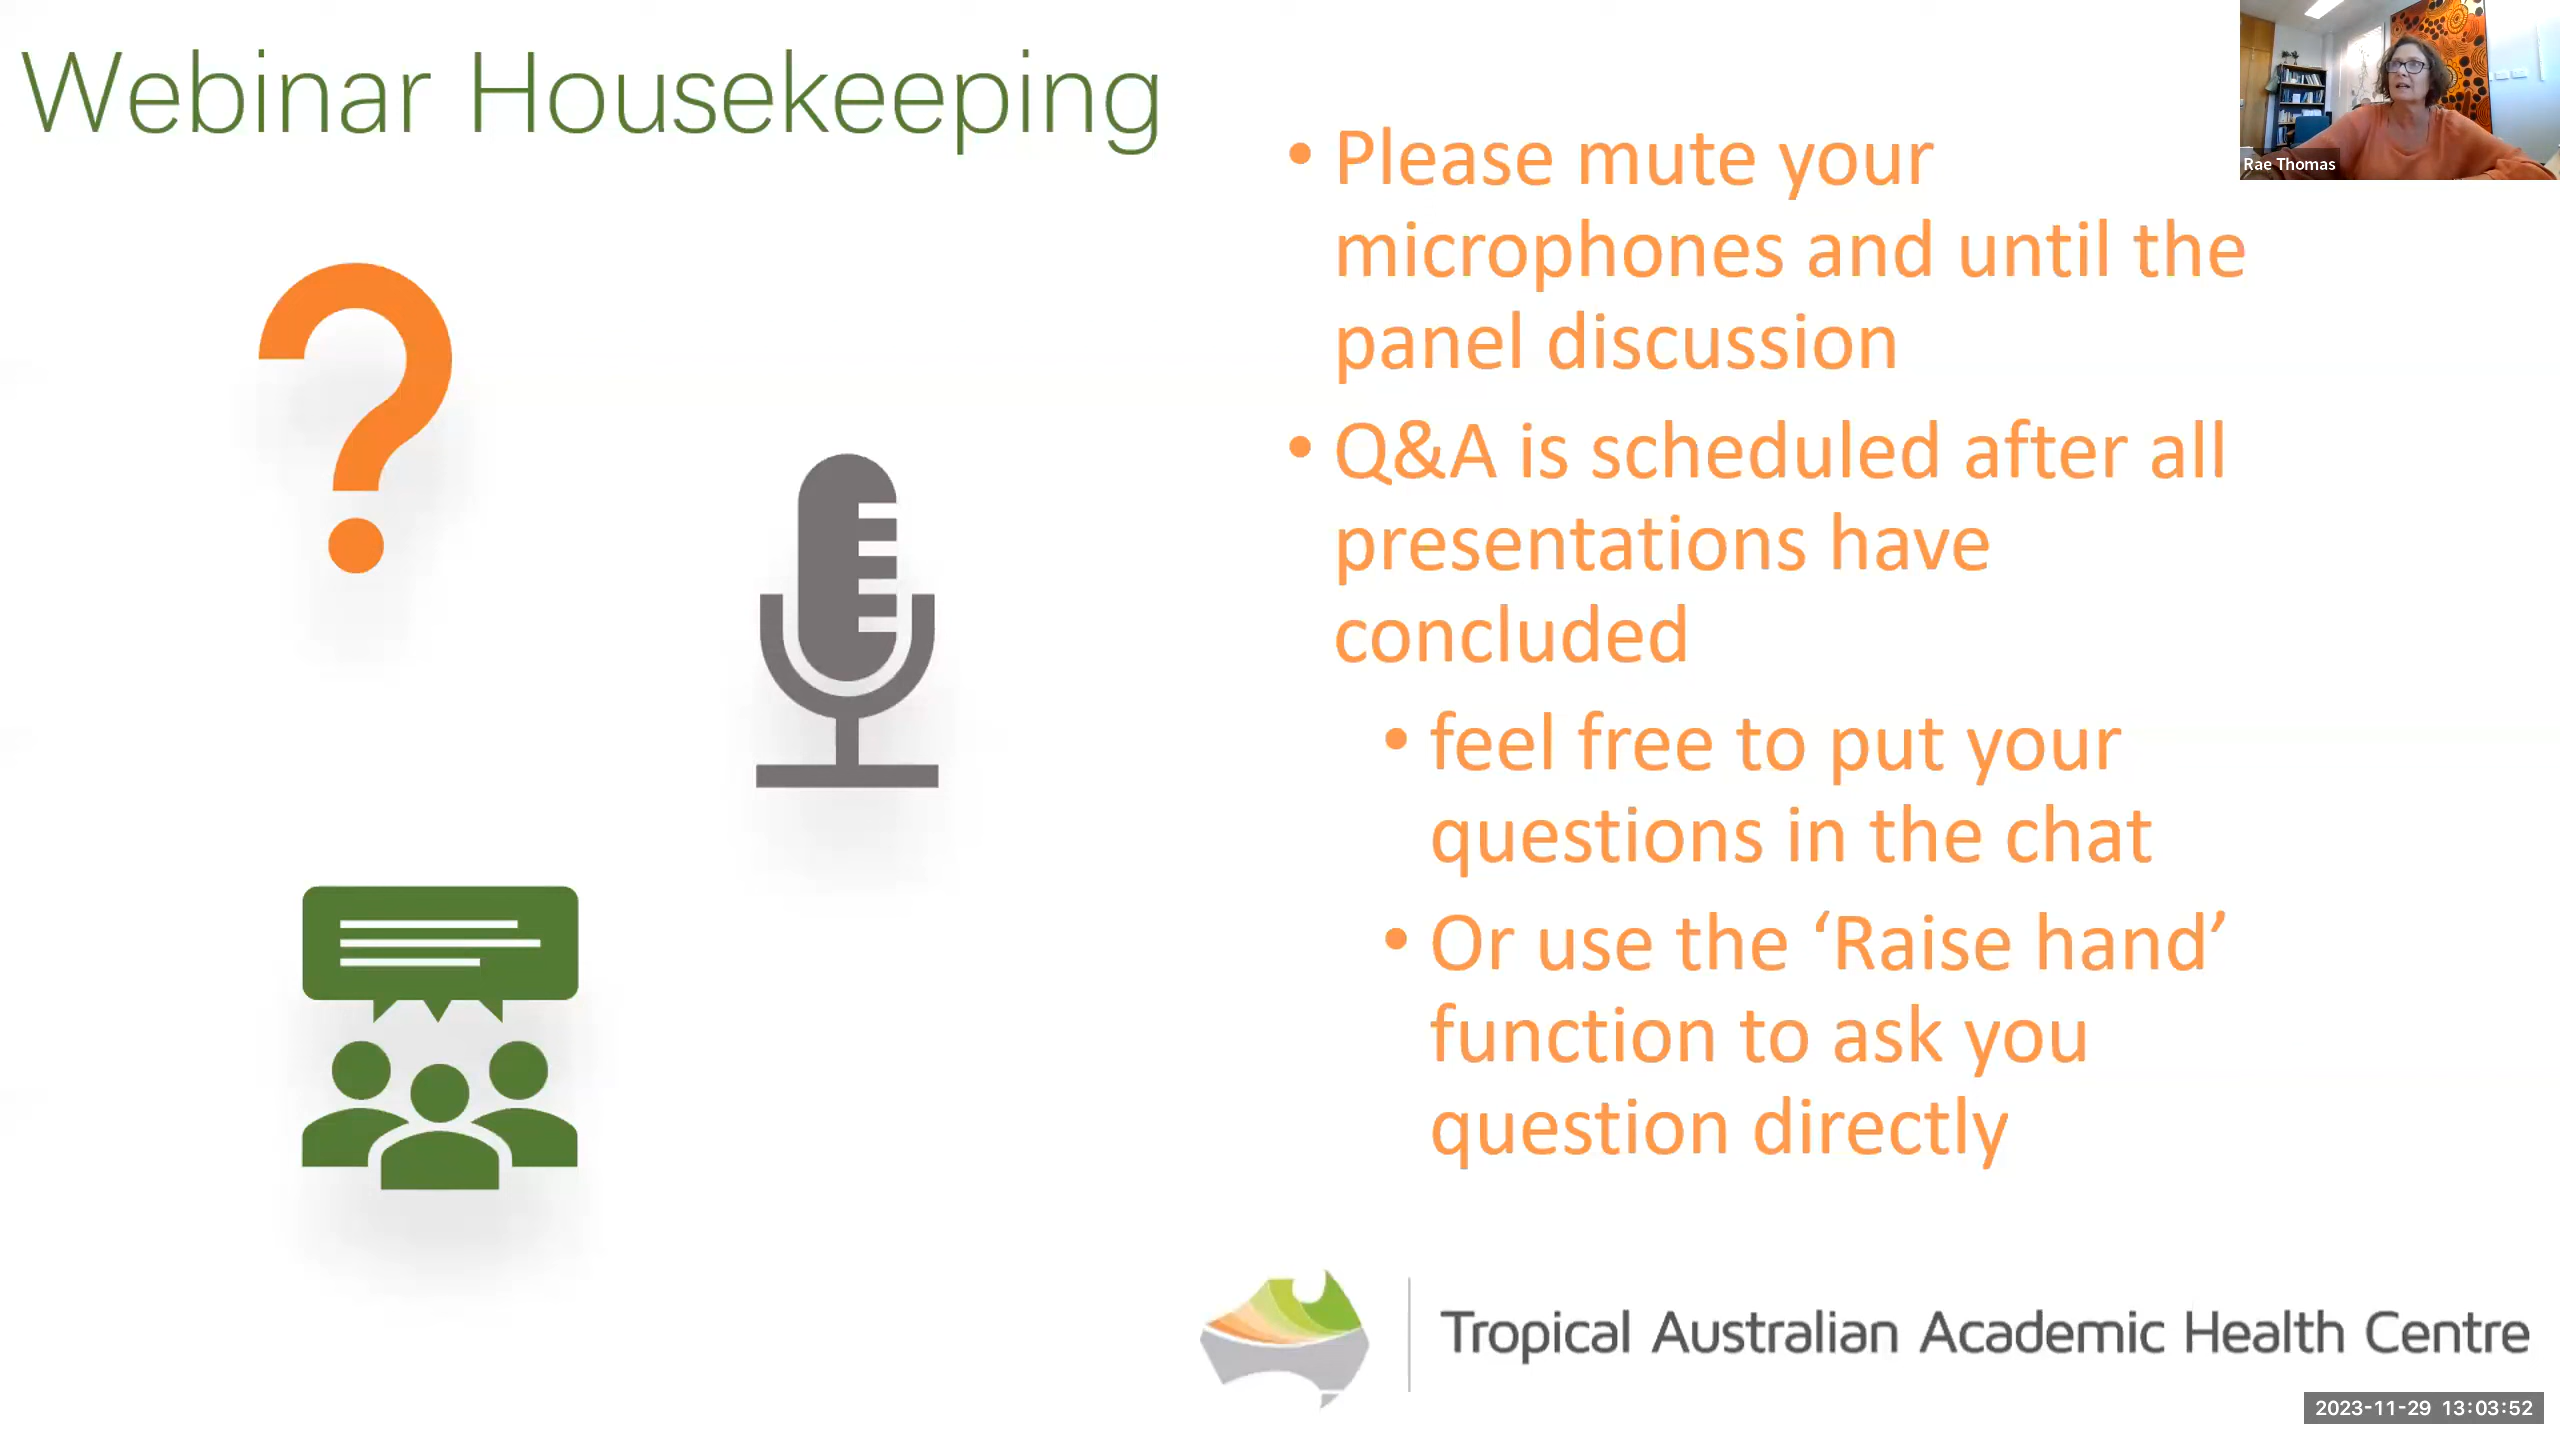 Webinar Housekeeping
• Please mute your
microphones and until the
panel discussion
• Q&A is scheduled after all
presentations have
concluded
• feel free to put your
questions in the chat
• Or use the ‘Raise hand’
function to ask you
question directly
Rae Thomas
Tropical Australian Academic Health Centre
2023-11-29 13:03:52